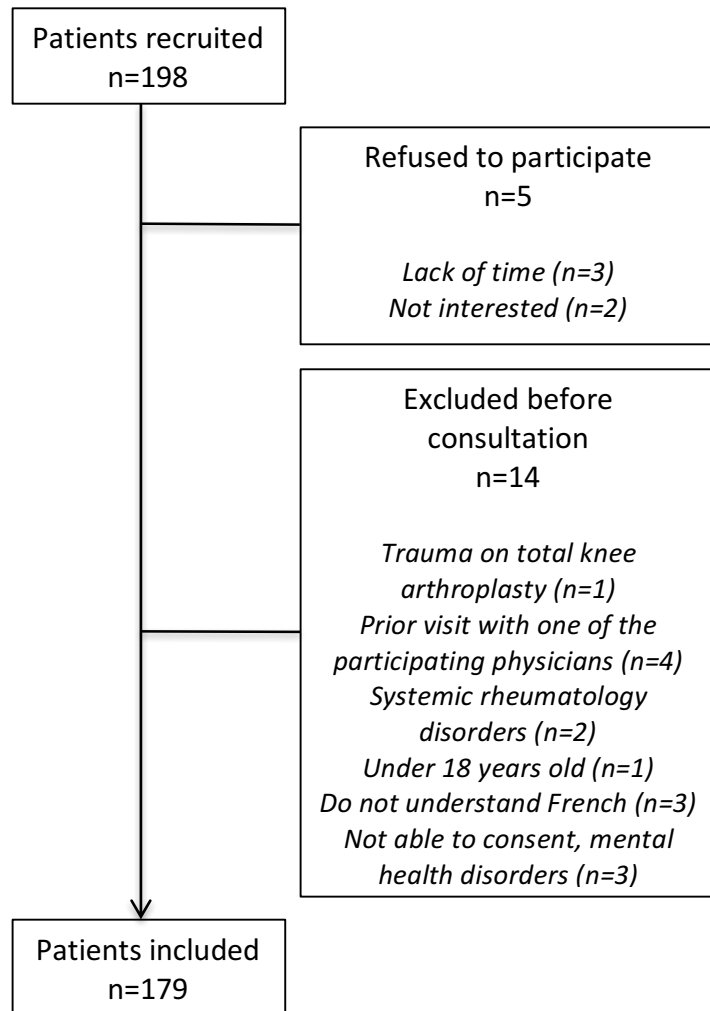 Patients recruited
n=198
Refused to participate
n=5
Lack of time (n=3)
Not interested (n=2)
Excluded before
consultation
n=14
Trauma on total knee
arthroplasty (n=1)
Prior visit with one of the
participating physicians (n=4)
Systemic rheumatology
disorders (n=2)
Under 18 years old (n=1)
Do not understand French (n=3)
Not able to consent, mental
health disorders (n=3)
Patients included
n=179